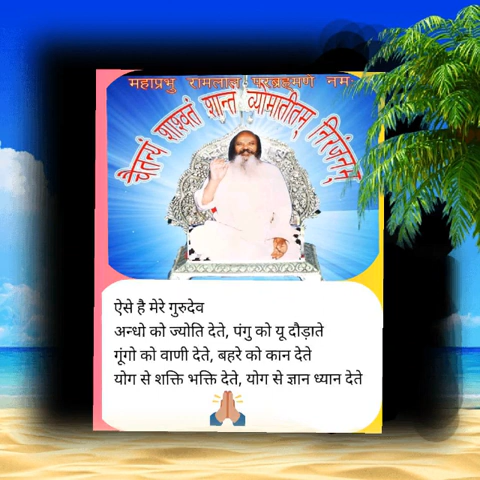 महाप्रभु रामलाल परब्रह्मणे नमः
चैतन्यं शाश्वतं शान्तं व्योमातितम् निरंजनम्
ऐसे है मेरे गुरुदेव
अन्धो को ज्योति देते, पंगु को यू दौड़ाते
गूंगो को वाणी देते, बहरे को कान देते
योग से शक्ति भक्ति देते, योग से ज्ञान ध्यान देते
🙏